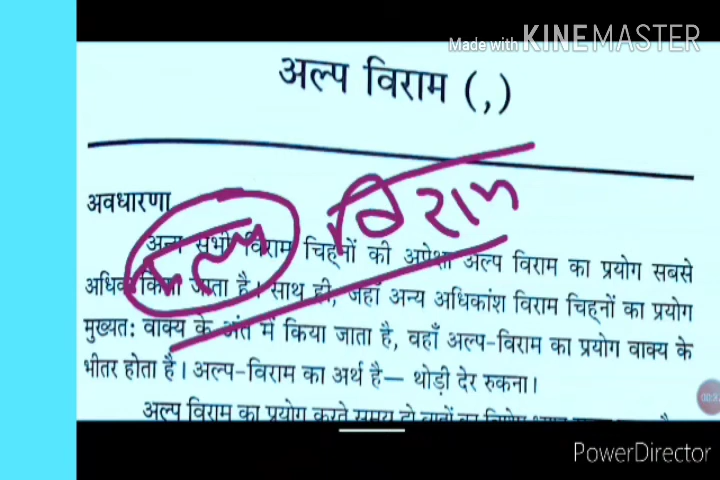 Made with KINEMASTER
अल्प विराम (,)
अवधारणा
विराम
अन्य सभी विराम चिह्नों की अपेक्षा अल्प विराम का प्रयोग सबसे
अधिक किया जाता है। साथ ही, जहाँ अन्य अधिकांश विराम चिह्नों का प्रयोग
मुख्यतः वाक्य के अंत में किया जाता है, वहाँ अल्प-विराम का प्रयोग वाक्य के
भीतर होता है। अल्प-विराम का अर्थ है— थोड़ी देर रुकना।
अल्प विराम का प्रयोग करते समय दो बातों का
PowerDirector